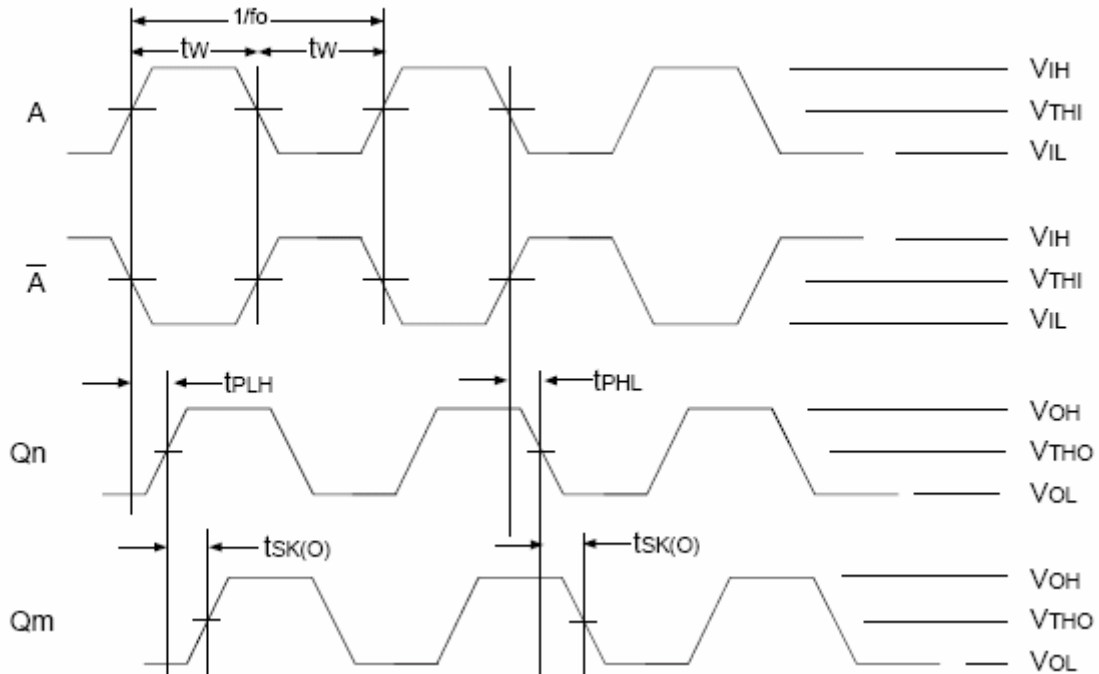 1/fo
tW tW
A
VIH
VTHI
VIL
A̅
VIH
VTHI
VIL
tPLH
tPHL
Qn
VOH
VTHO
VOL
tSK(O)
tSK(O)
Qm
VOH
VTHO
VOL